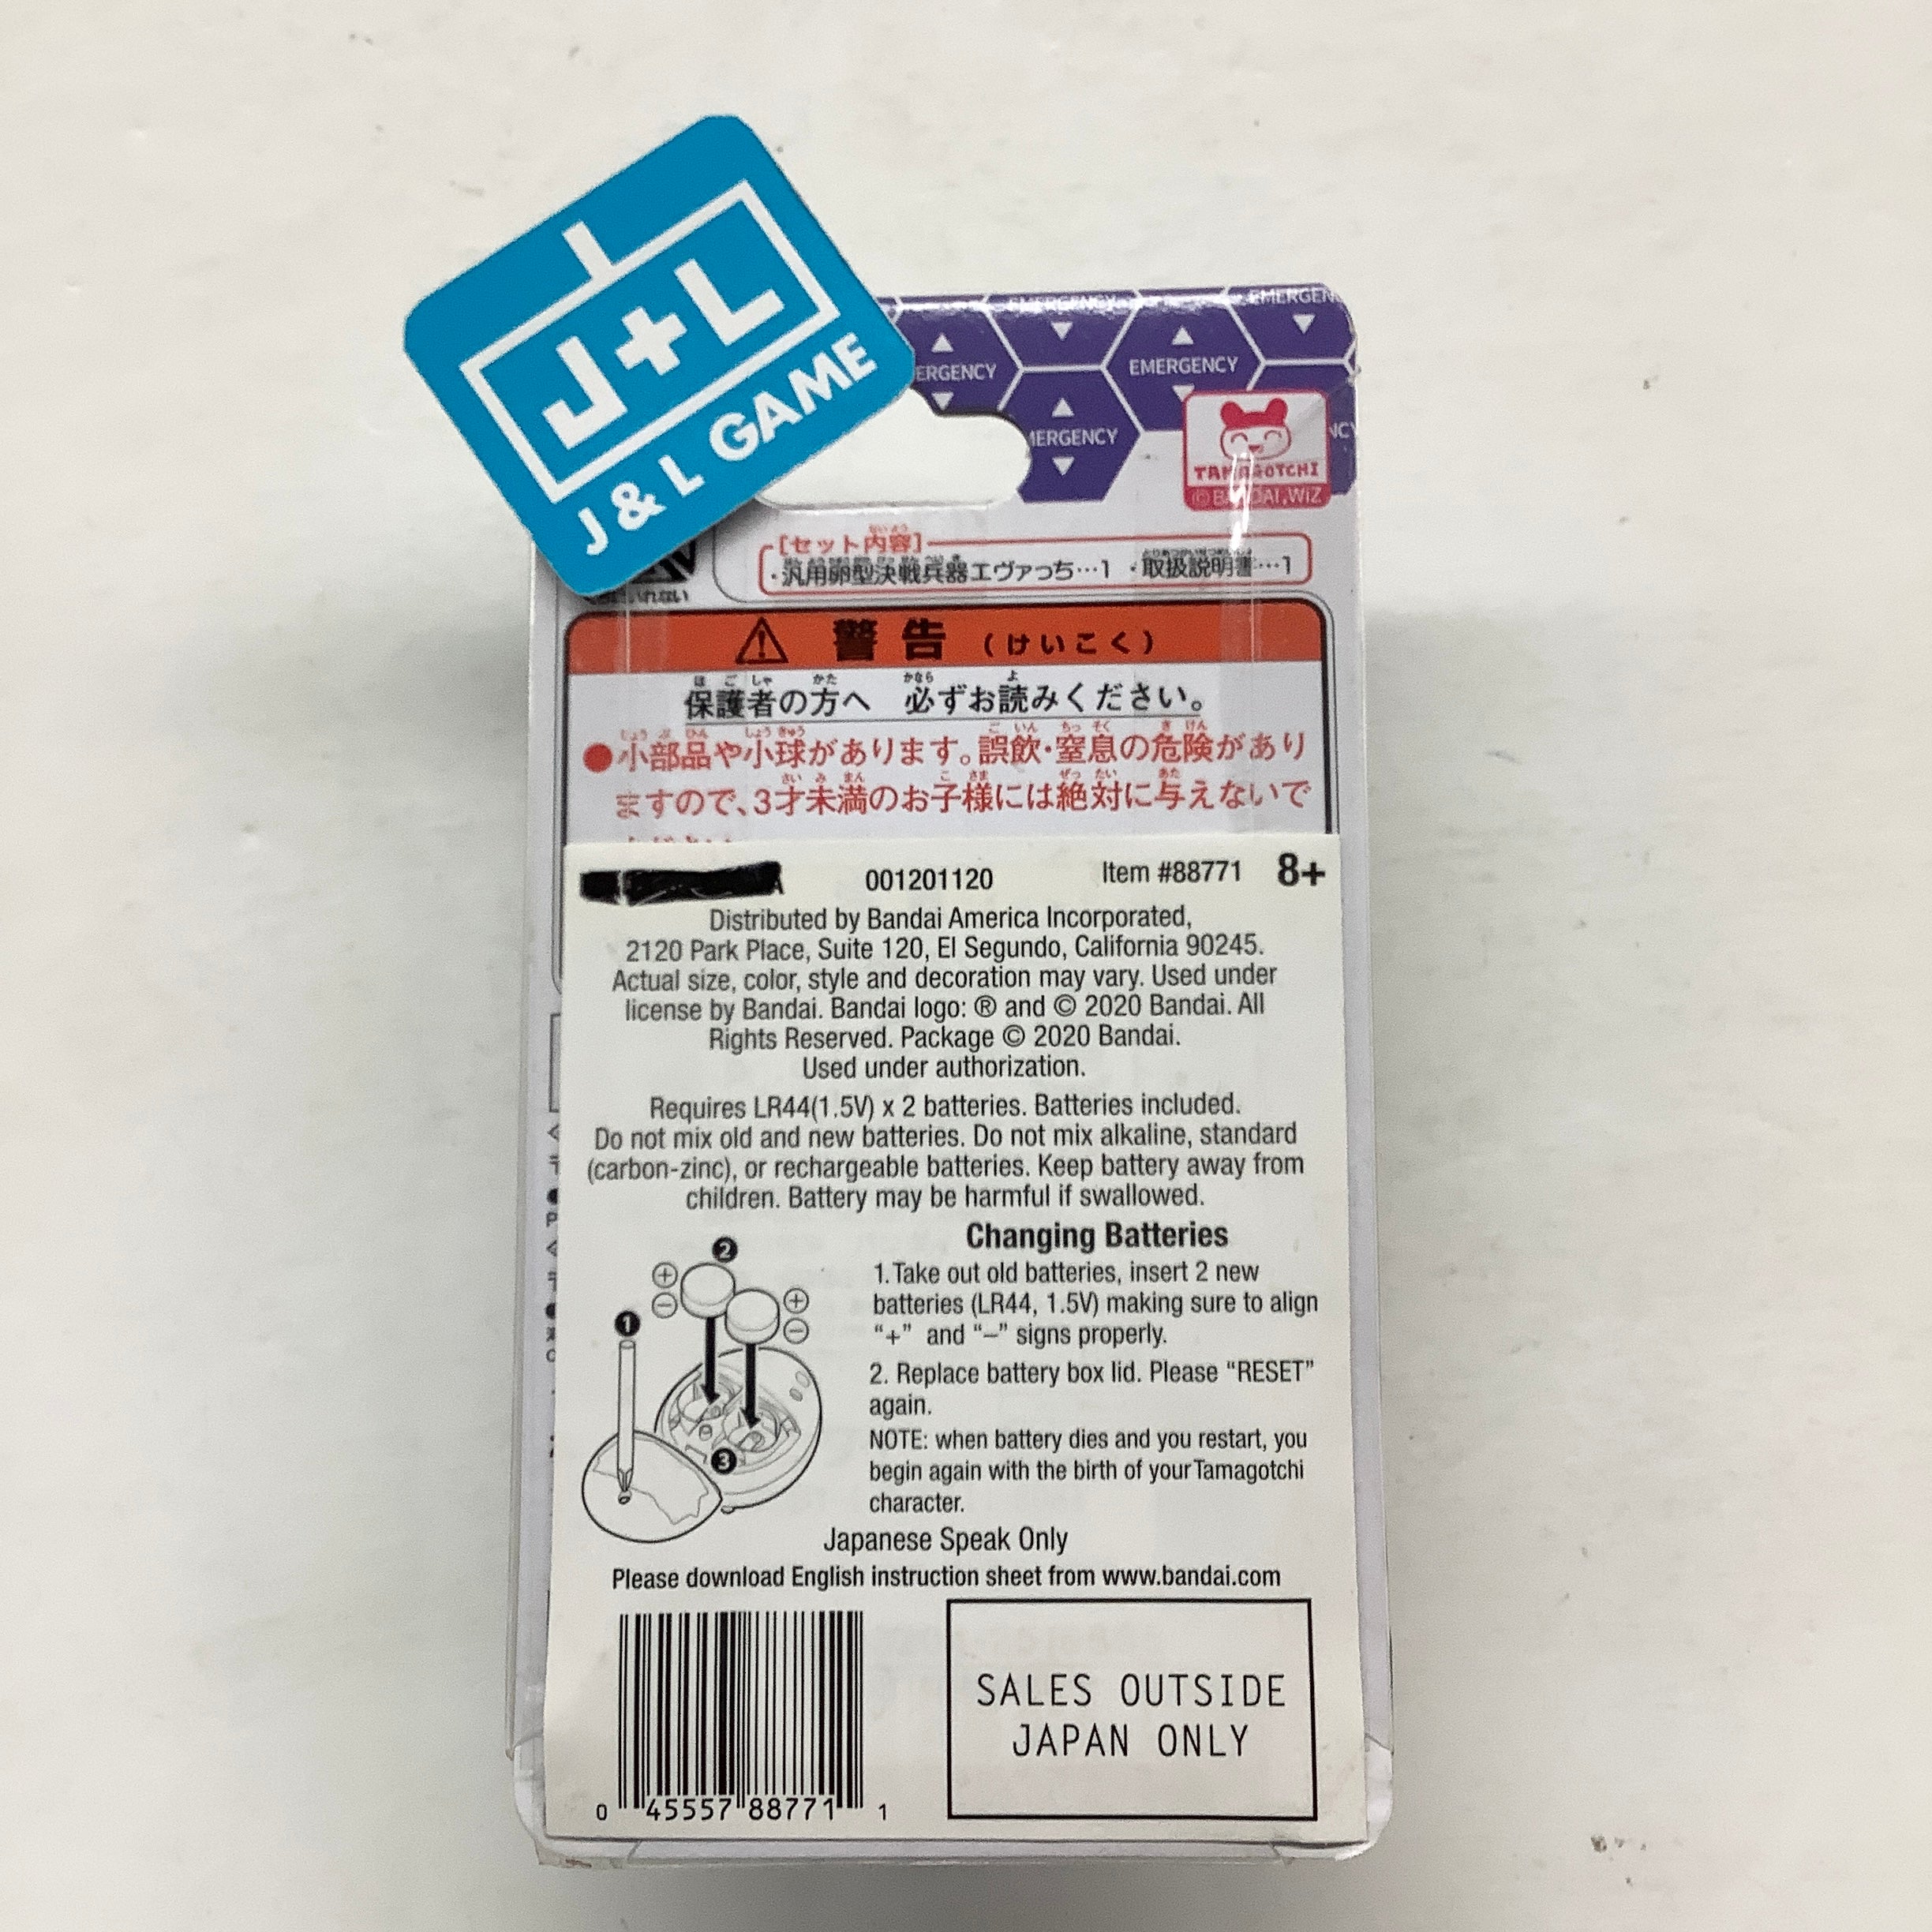 J+L
J & L GAME
EMERGENCY
EMERGENCY
EMERGENCY
TAMAGOTCHI
©BANDAI,WiZ
[セット内容]
・汎用卵型決戦兵器エヴァっち…1 ・取扱説明書…1
警告 (けいこく)
保護者の方へ 必ずお読みください。
●小部品や小球があります。誤飲・窒息の危険があり
ますので、3才未満のお子様には絶対に与えないで
001201120 Item #88771 8+
Distributed by Bandai America Incorporated,
2120 Park Place, Suite 120, El Segundo, California 90245.
Actual size, color, style and decoration may vary. Used under
license by Bandai. Bandai logo: ® and © 2020 Bandai. All
Rights Reserved. Package © 2020 Bandai.
Used under authorization.
Requires LR44(1.5V) x 2 batteries. Batteries included.
Do not mix old and new batteries. Do not mix alkaline, standard
(carbon-zinc), or rechargeable batteries. Keep battery away from
children. Battery may be harmful if swallowed.
Changing Batteries
1. Take out old batteries, insert 2 new
batteries (LR44, 1.5V) making sure to align
“+” and “–” signs properly.
2. Replace battery box lid. Please “RESET”
again.
NOTE: when battery dies and you restart, you
begin again with the birth of your Tamagotchi
character.
1
2
3
Japanese Speak Only
Please download English instruction sheet from www.bandai.com
SALES OUTSIDE
JAPAN ONLY
0 45557 88771 1